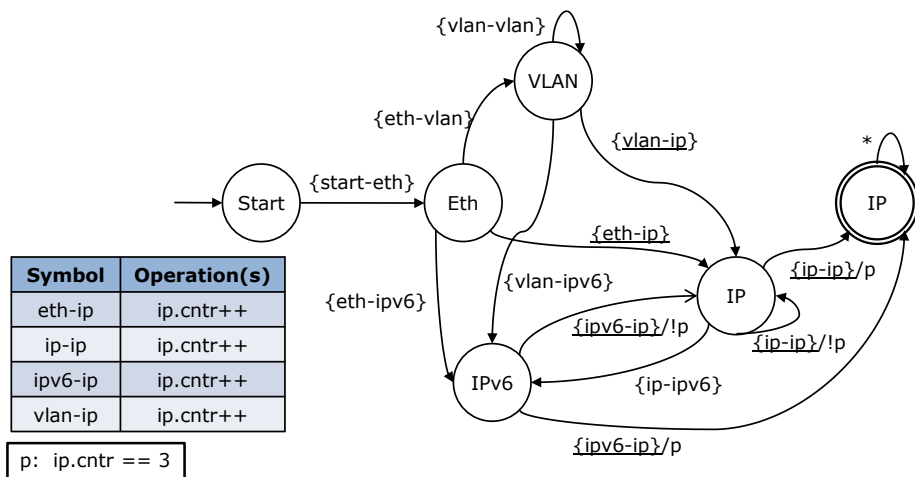 {vlan-vlan}
VLAN
{eth-vlan}
{vlan-ip}
*
{start-eth}
Start
Eth
IP
{eth-ip}
{ip-ip}/p
Symbol Operation(s)
eth-ip ip.cntr++
ip-ip ip.cntr++
ipv6-ip ip.cntr++
vlan-ip ip.cntr++
{eth-ipv6}
{vlan-ipv6}
IP
{ipv6-ip}/!p
{ip-ip}/!p
IPv6
{ip-ipv6}
{ipv6-ip}/p
p: ip.cntr == 3